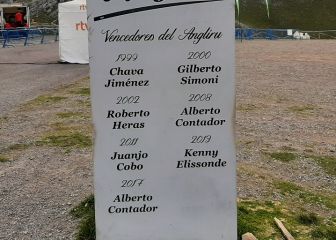 Vencedores del Angliru
1999
Chava
Jiménez
2000
Gilberto
Simoni
2002
Roberto
Heras
2008
Alberto
Contador
2011
Juanjo
Cobo
2013
Kenny
Elissonde
2017
Alberto
Contador